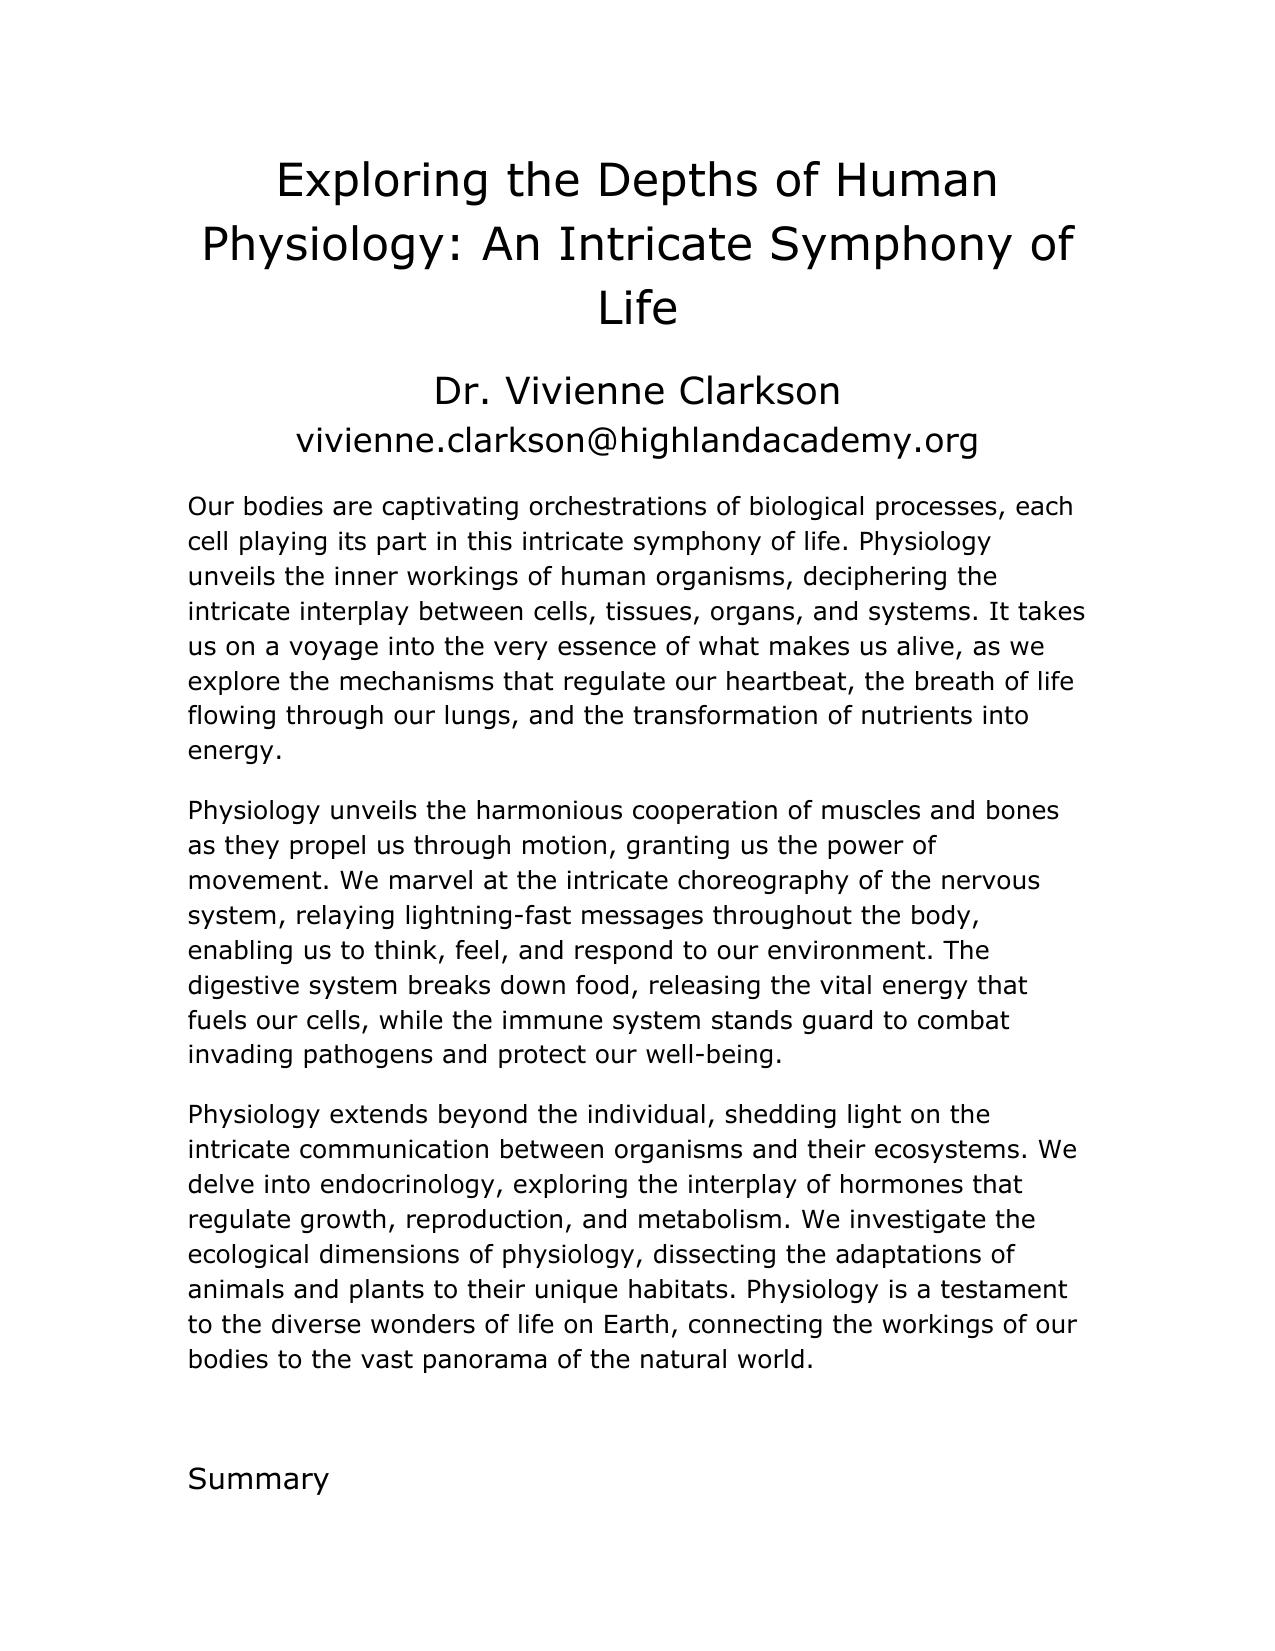 Exploring the Depths of Human
Physiology: An Intricate Symphony of
Life
Dr. Vivienne Clarkson
vivienne.clarkson@highlandacademy.org
Our bodies are captivating orchestrations of biological processes, each
cell playing its part in this intricate symphony of life. Physiology
unveils the inner workings of human organisms, deciphering the
intricate interplay between cells, tissues, organs, and systems. It takes
us on a voyage into the very essence of what makes us alive, as we
explore the mechanisms that regulate our heartbeat, the breath of life
flowing through our lungs, and the transformation of nutrients into
energy.
Physiology unveils the harmonious cooperation of muscles and bones
as they propel us through motion, granting us the power of
movement. We marvel at the intricate choreography of the nervous
system, relaying lightning-fast messages throughout the body,
enabling us to think, feel, and respond to our environment. The
digestive system breaks down food, releasing the vital energy that
fuels our cells, while the immune system stands guard to combat
invading pathogens and protect our well-being.
Physiology extends beyond the individual, shedding light on the
intricate communication between organisms and their ecosystems. We
delve into endocrinology, exploring the interplay of hormones that
regulate growth, reproduction, and metabolism. We investigate the
ecological dimensions of physiology, dissecting the adaptations of
animals and plants to their unique habitats. Physiology is a testament
to the diverse wonders of life on Earth, connecting the workings of our
bodies to the vast panorama of the natural world.
Summary